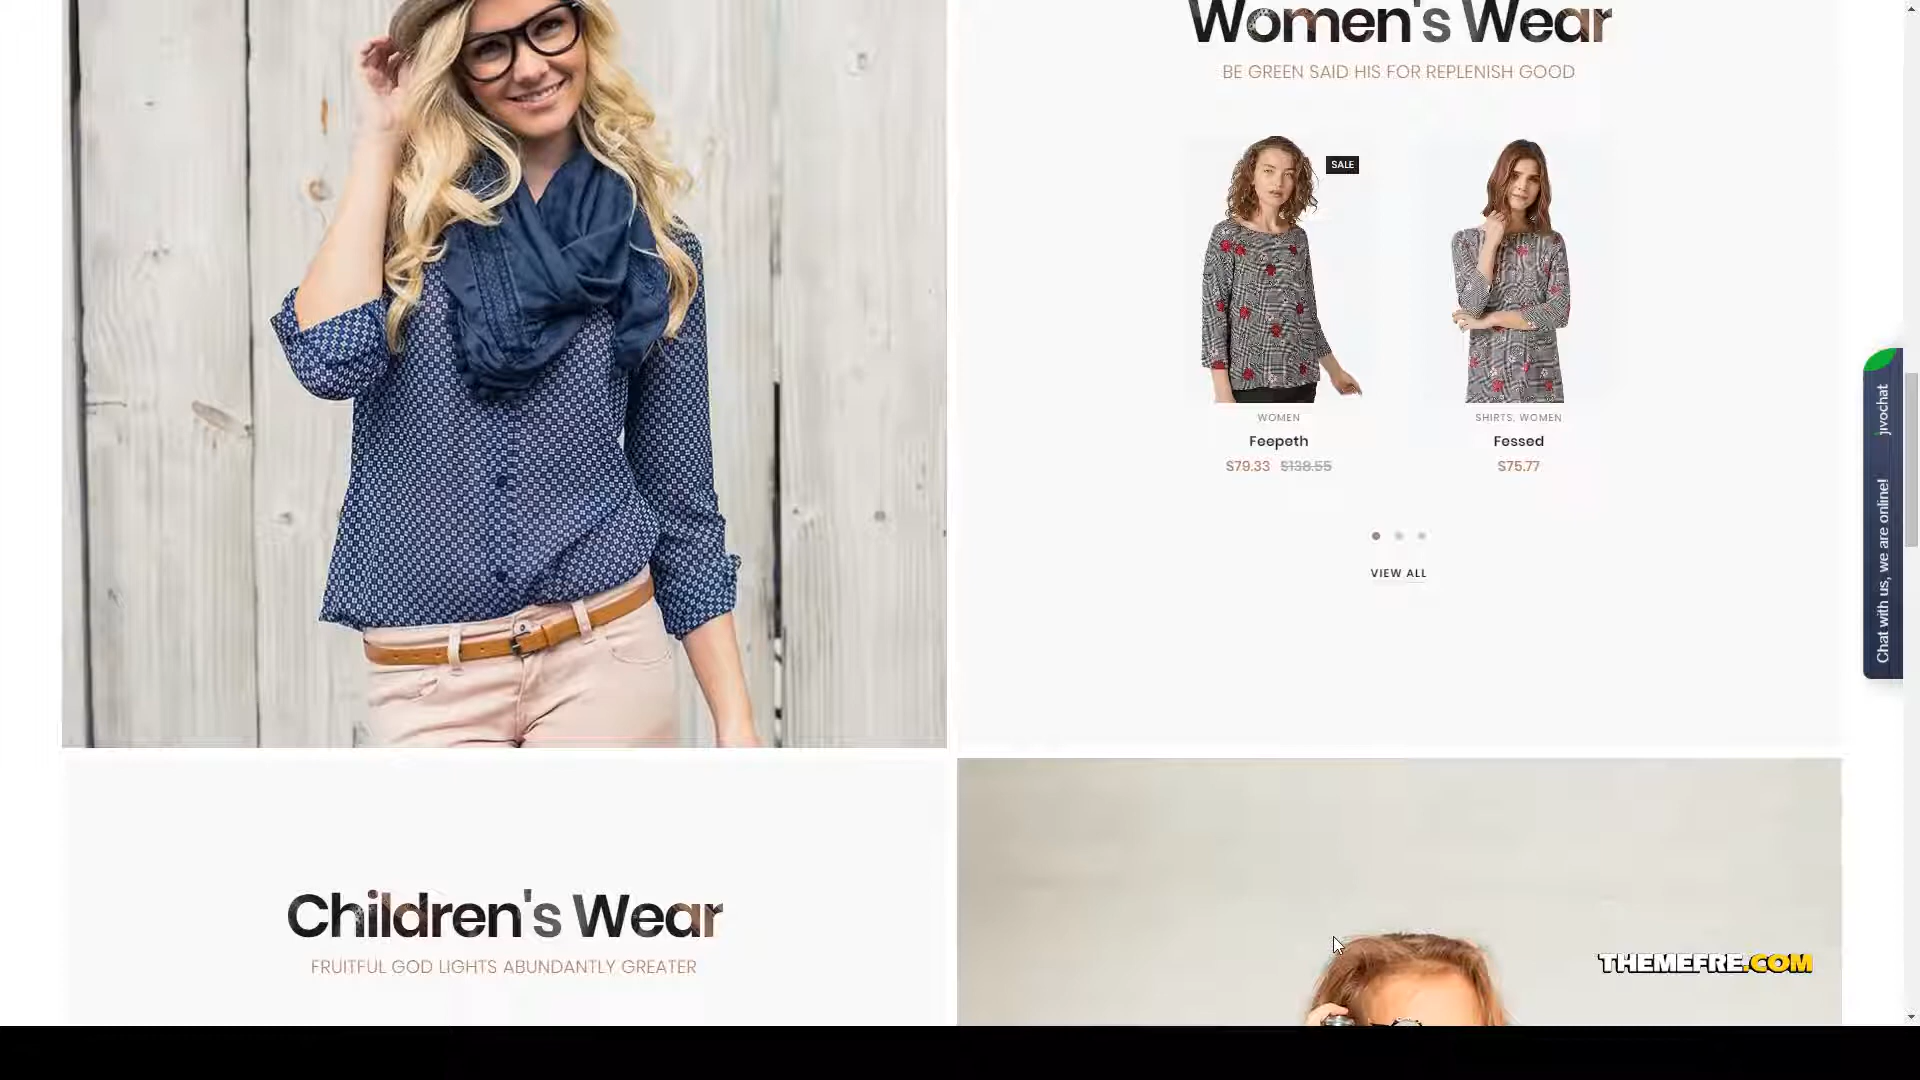 Women's Wear
BE GREEN SAID HIS FOR REPLENISH GOOD
SALE
WOMEN
Feepeth
$79.33 $138.55
SHIRTS, WOMEN
Fessed
$75.77
VIEW ALL
jivochat
Chat with us, we are online!
Children's Wear
FRUITFUL GOD LIGHTS ABUNDANTLY GREATER
THEMEFRE.COM